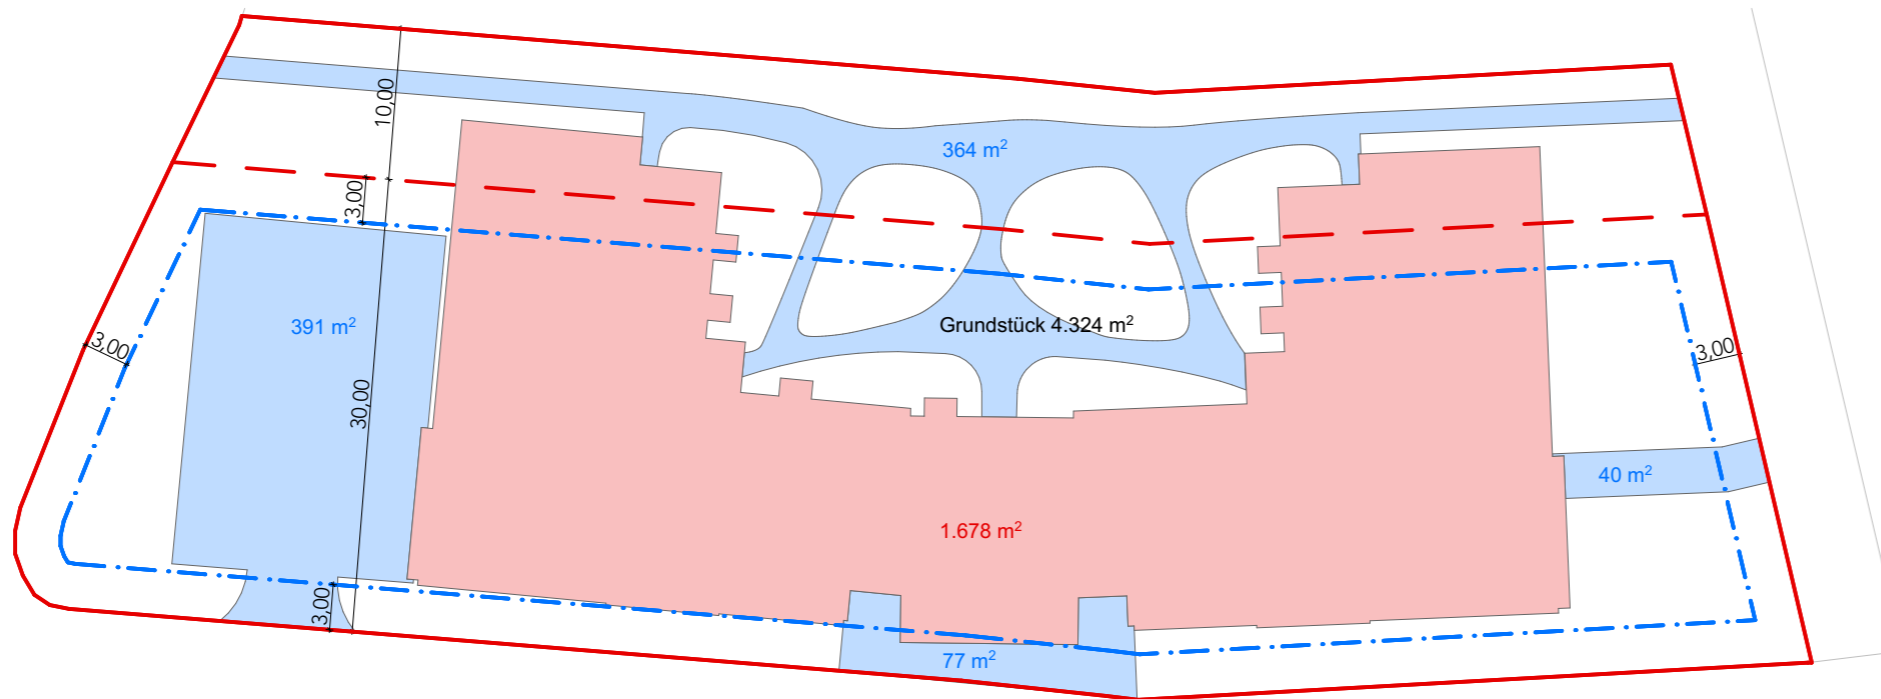 10,00
364 m²
3,00
Grundstück 4.324 m²
391 m²
3,00
3,00
30,00
40 m²
1.678 m²
3,00
77 m²